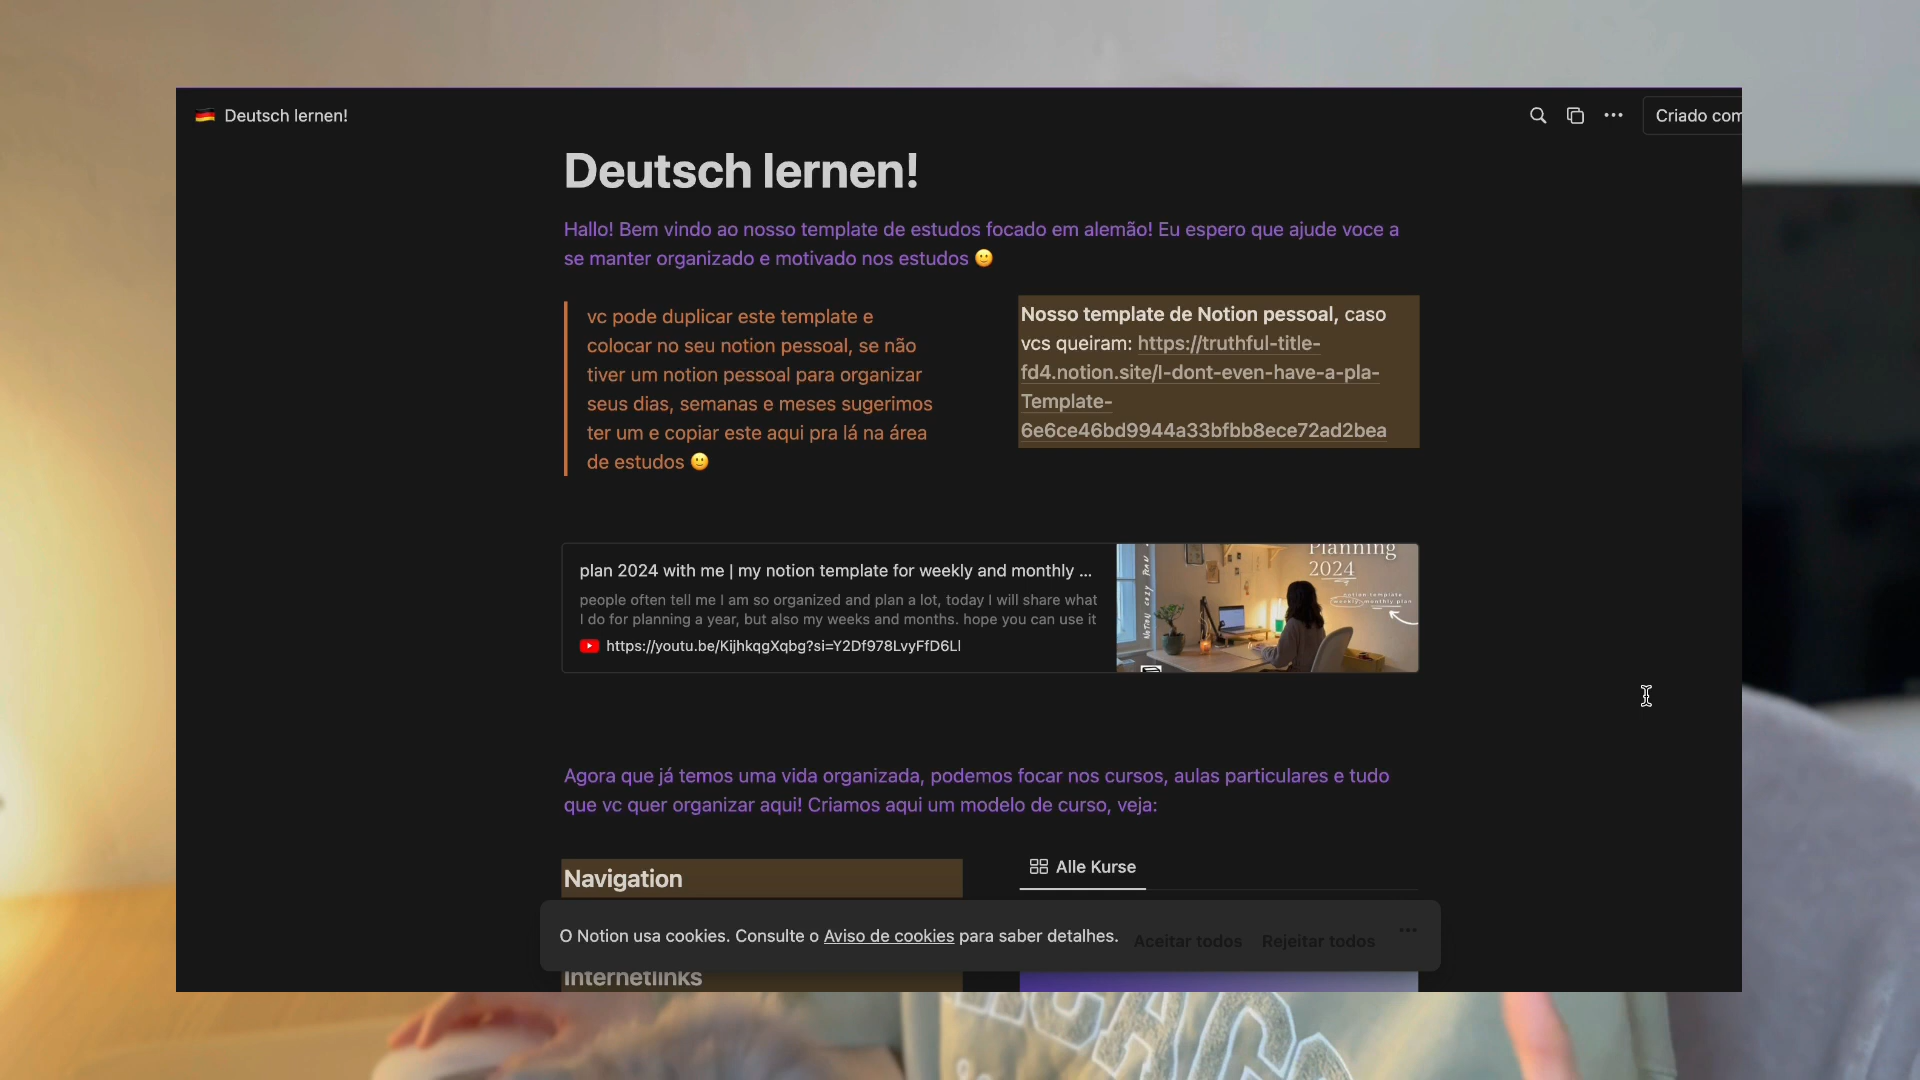 Deutsch lernen!
Criado com
Deutsch lernen!
Hallo! Bem vindo ao nosso template de estudos focado em alemão! Eu espero que ajude voce a
se manter organizado e motivado nos estudos 🙂
vc pode duplicar este template e
colocar no seu notion pessoal, se não
tiver um notion pessoal para organizar
seus dias, semanas e meses sugerimos
ter um e copiar este aqui pra lá na área
de estudos 🙂
Nosso template de Notion pessoal, caso
vcs queiram: https://truthful-title-
fd4.notion.site/I-dont-even-have-a-pla-
Template-
6e6ce46bd9944a33bfbb8ece72ad2bea
plan 2024 with me | my notion template for weekly and monthly ...
people often tell me I am so organized and plan a lot, today I will share what
I do for planning a year, but also my weeks and months. hope you can use it
https://youtu.be/KijhkqgXqbg?si=Y2Df978LvyFfD6LI
Planning
2024
notion template
weekly+monthly plan
Agora que já temos uma vida organizada, podemos focar nos cursos, aulas particulares e tudo
que vc quer organizar aqui! Criamos aqui um modelo de curso, veja:
Navigation
Alle Kurse
O Notion usa cookies. Consulte o Aviso de cookies para saber detalhes.
Aceitar todos
Rejeitar todos
Internetlinks